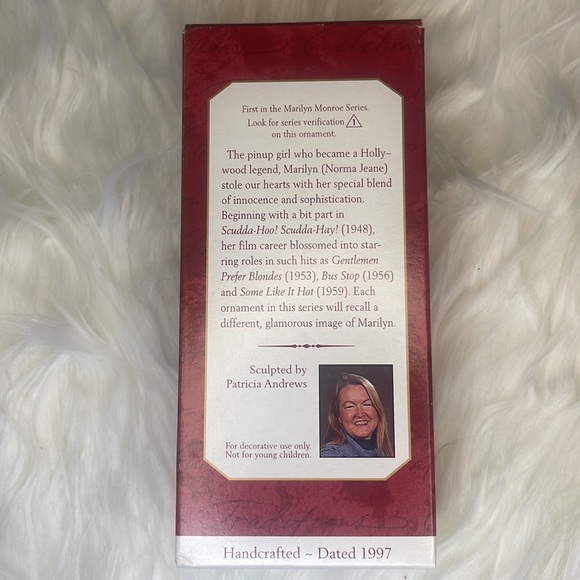 First in the Marilyn Monroe Series.
Look for series verification 1
on this ornament.
The pinup girl who became a Holly-
wood legend, Marilyn (Norma Jeane)
stole our hearts with her special blend
of innocence and sophistication.
Beginning with a bit part in
Scudda-Hoo! Scudda-Hay! (1948),
her film career blossomed into star-
ring roles in such hits as Gentlemen
Prefer Blondes (1953), Bus Stop (1956)
and Some Like It Hot (1959). Each
ornament in this series will recall a
different, glamorous image of Marilyn.
Sculpted by
Patricia Andrews
For decorative use only.
Not for young children.
Traditions
Handcrafted ~ Dated 1997